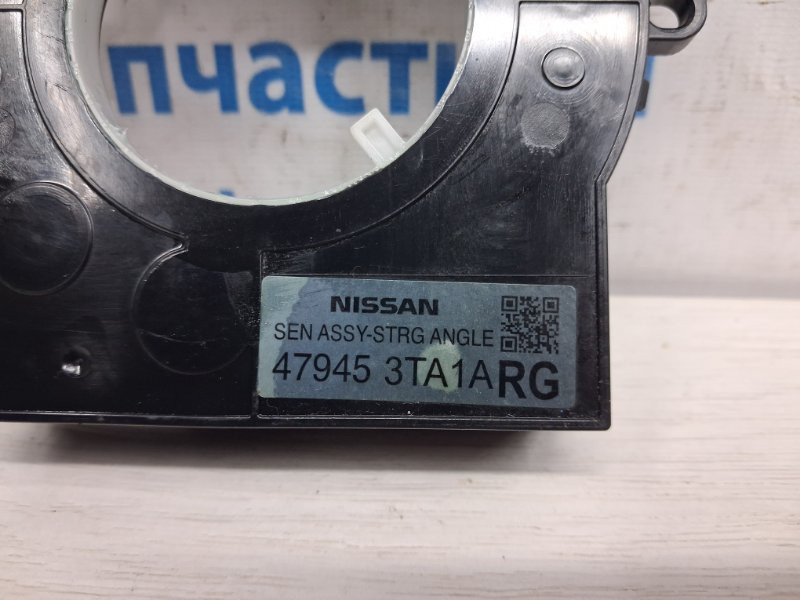 пчасти
NISSAN
SEN ASSY-STRG ANGLE
47945 3TA1A RG